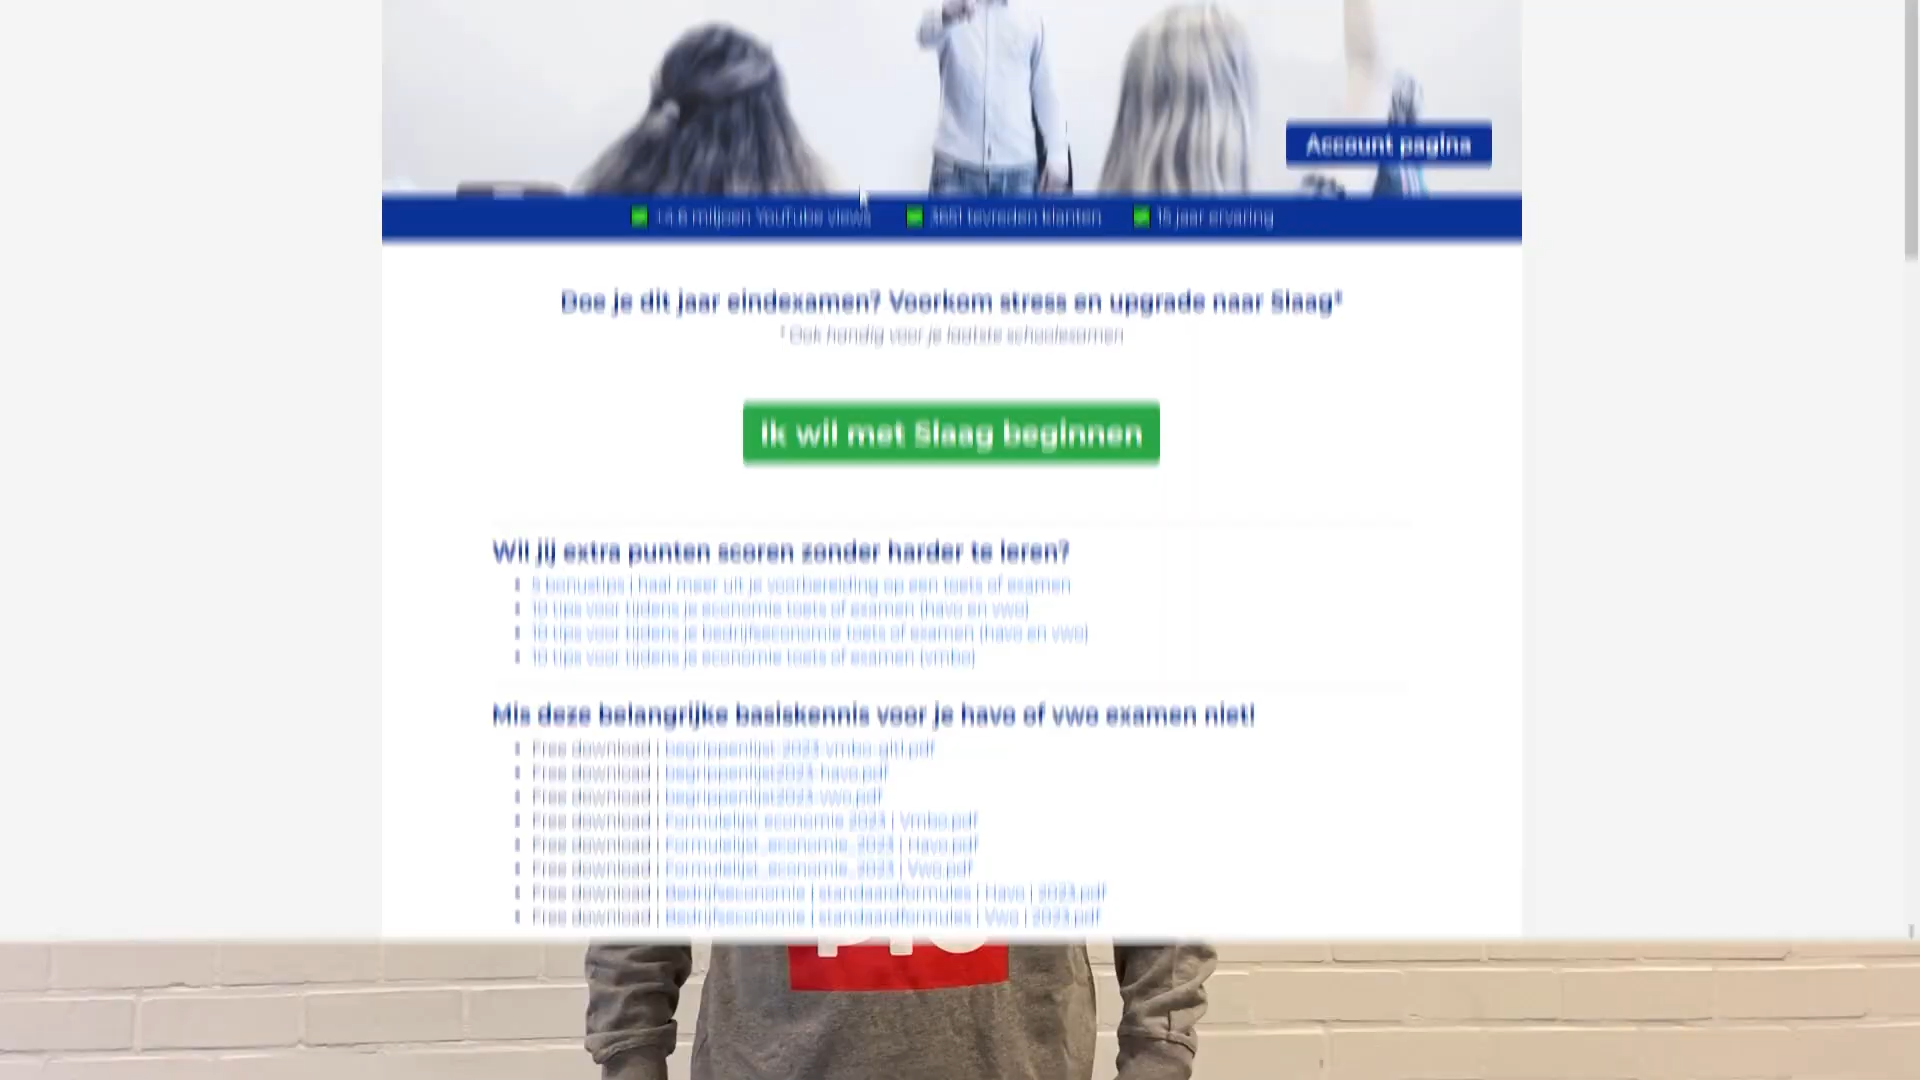 Account pagina
+4.6 miljoen YouTube views
3651 tevreden klanten
15 jaar ervaring
Doe je dit jaar eindexamen? Voorkom stress en upgrade naar Slaag*
* Ook handig voor je laatste schoolexamen
Ik wil met Slaag beginnen
Wil jij extra punten scoren zonder harder te leren?
bonustips | haal meer uit je voorbereiding op een toets of examen
10 tips voor tijdens je economie toets of examen (havo en vwo)
10 tips voor tijdens je bedrijfseconomie toets of examen (havo en vwo)
10 tips voor tijdens je economie toets of examen (vmbo)
Mis deze belangrijke basiskennis voor je havo of vwo examen niet!
Free download | begrippenlijst-2023-vmbo-gltl.pdf
Free download | begrippenlijst2023-havo.pdf
Free download | begrippenlijst2023-vwo.pdf
Free download | Formulelijst economie 2023 | Vmbo.pdf
Free download | Formulelijst_economie_2023 | Havo.pdf
Free download | Formulelijst_economie_2023 | Vwo.pdf
Free download | Bedrijfseconomie | standaardformules | Havo | 2023.pdf
Free download | Bedrijfseconomie | standaardformules | Vwo | 2023.pdf